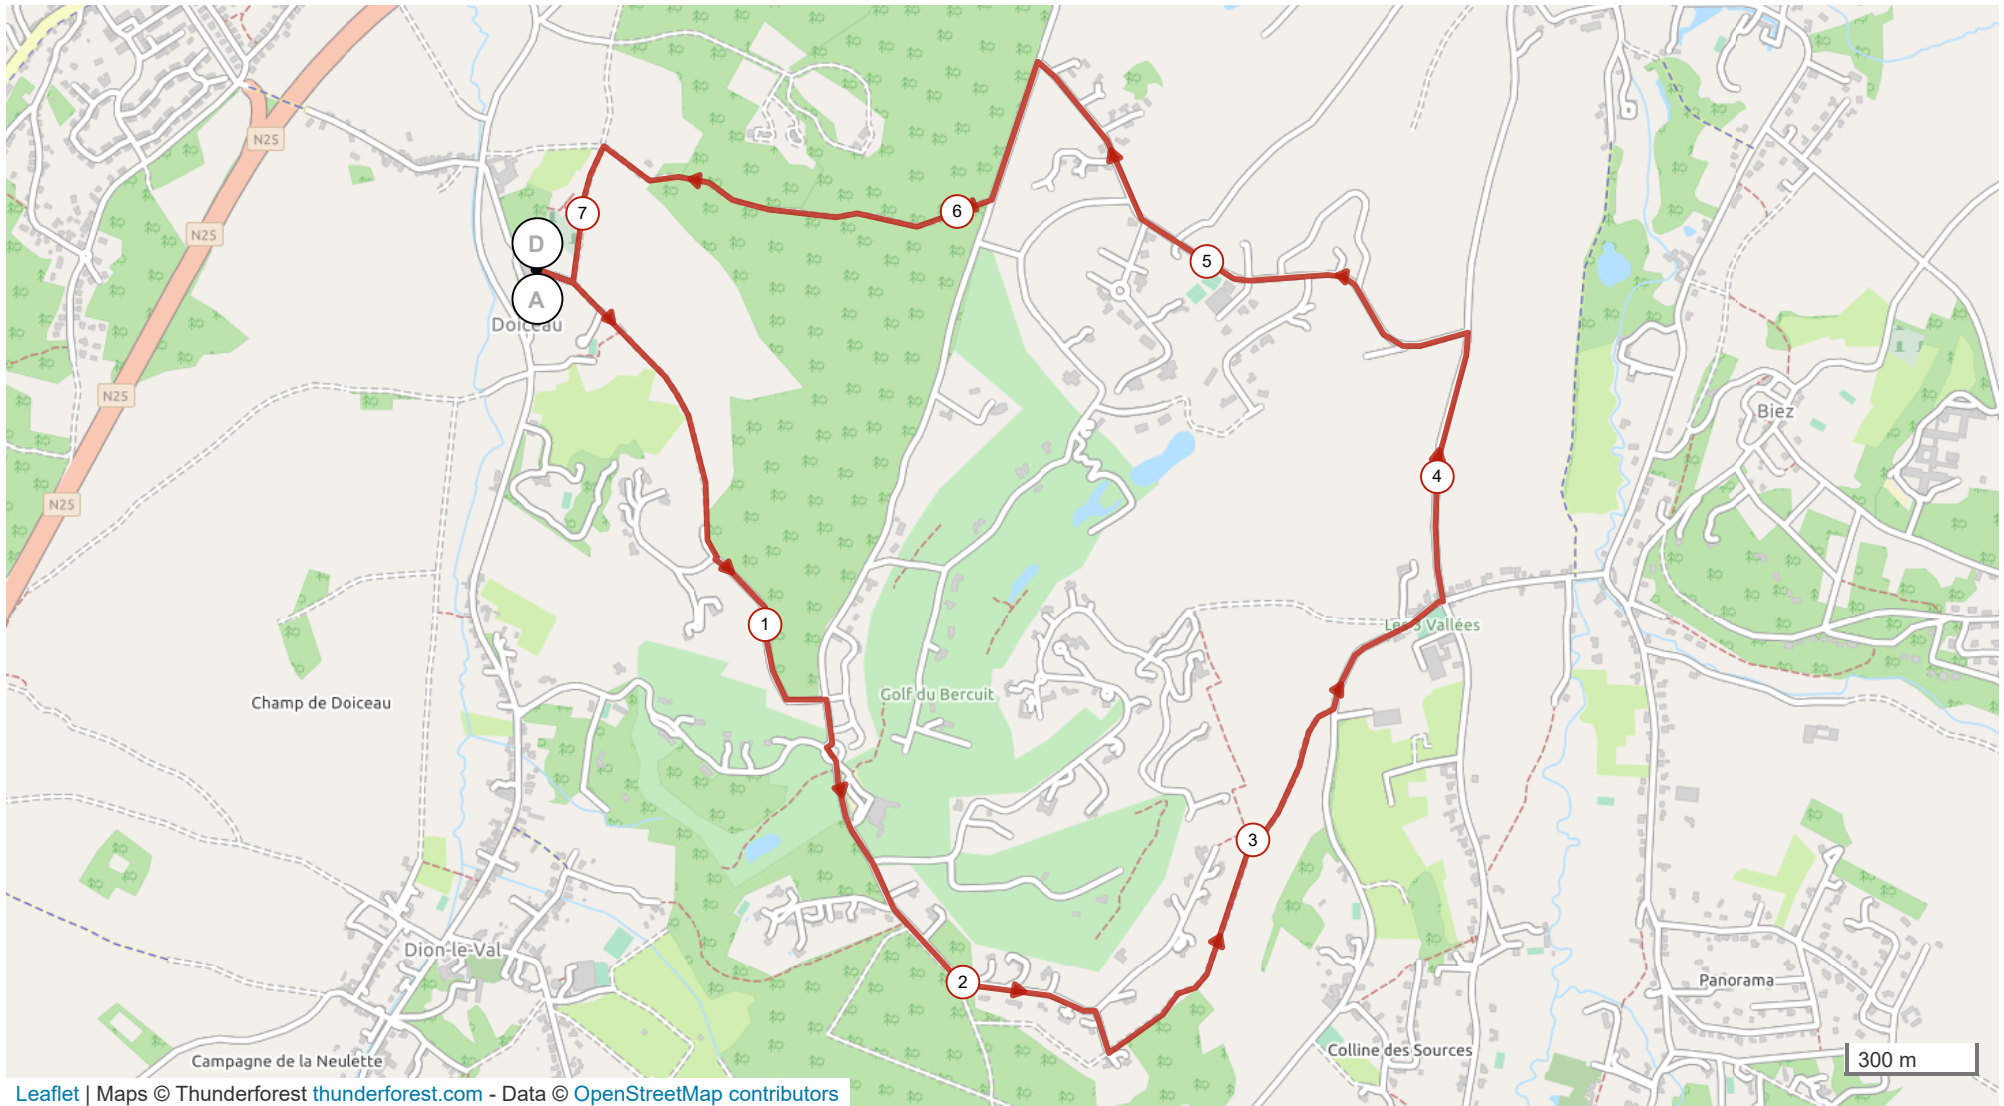 N25
6
7
N25
D
5
A
Doiceau
N25
Biez
4
N25
1
Les 3 Vallées
Golf du Bercuit
Champ de Doiceau
3
Dion-le-Val
2
Panorama
Colline des Sources
Campagne de la Neulette
300 m
Leaflet | Maps © Thunderforest thunderforest.com - Data © OpenStreetMap contributors